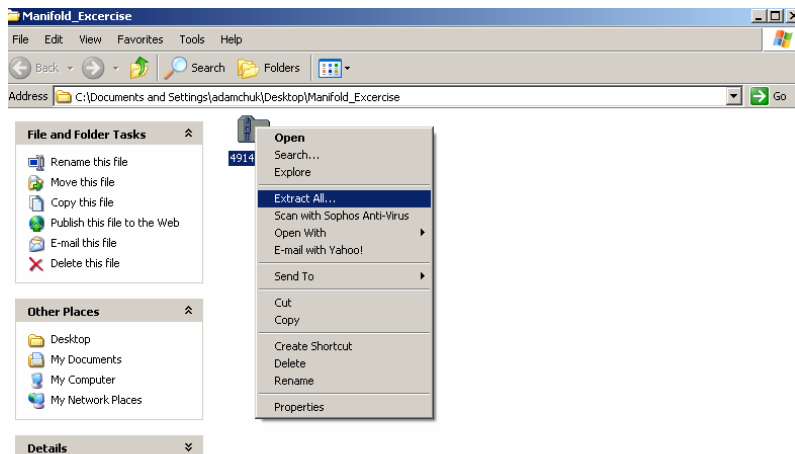 Manifold_Excercise
File Edit View Favorites Tools Help
Back Search Folders
Address C:\Documents and Settings\adamchuk\Desktop\Manifold_Excercise Go
File and Folder Tasks
Rename this file
Move this file
Copy this file
Publish this file to the Web
E-mail this file
Delete this file
Other Places
Desktop
My Documents
My Computer
My Network Places
Details
4914
Open
Search...
Explore
Extract All...
Scan with Sophos Anti-Virus
Open With
E-mail with Yahoo!
Send To
Cut
Copy
Create Shortcut
Delete
Rename
Properties